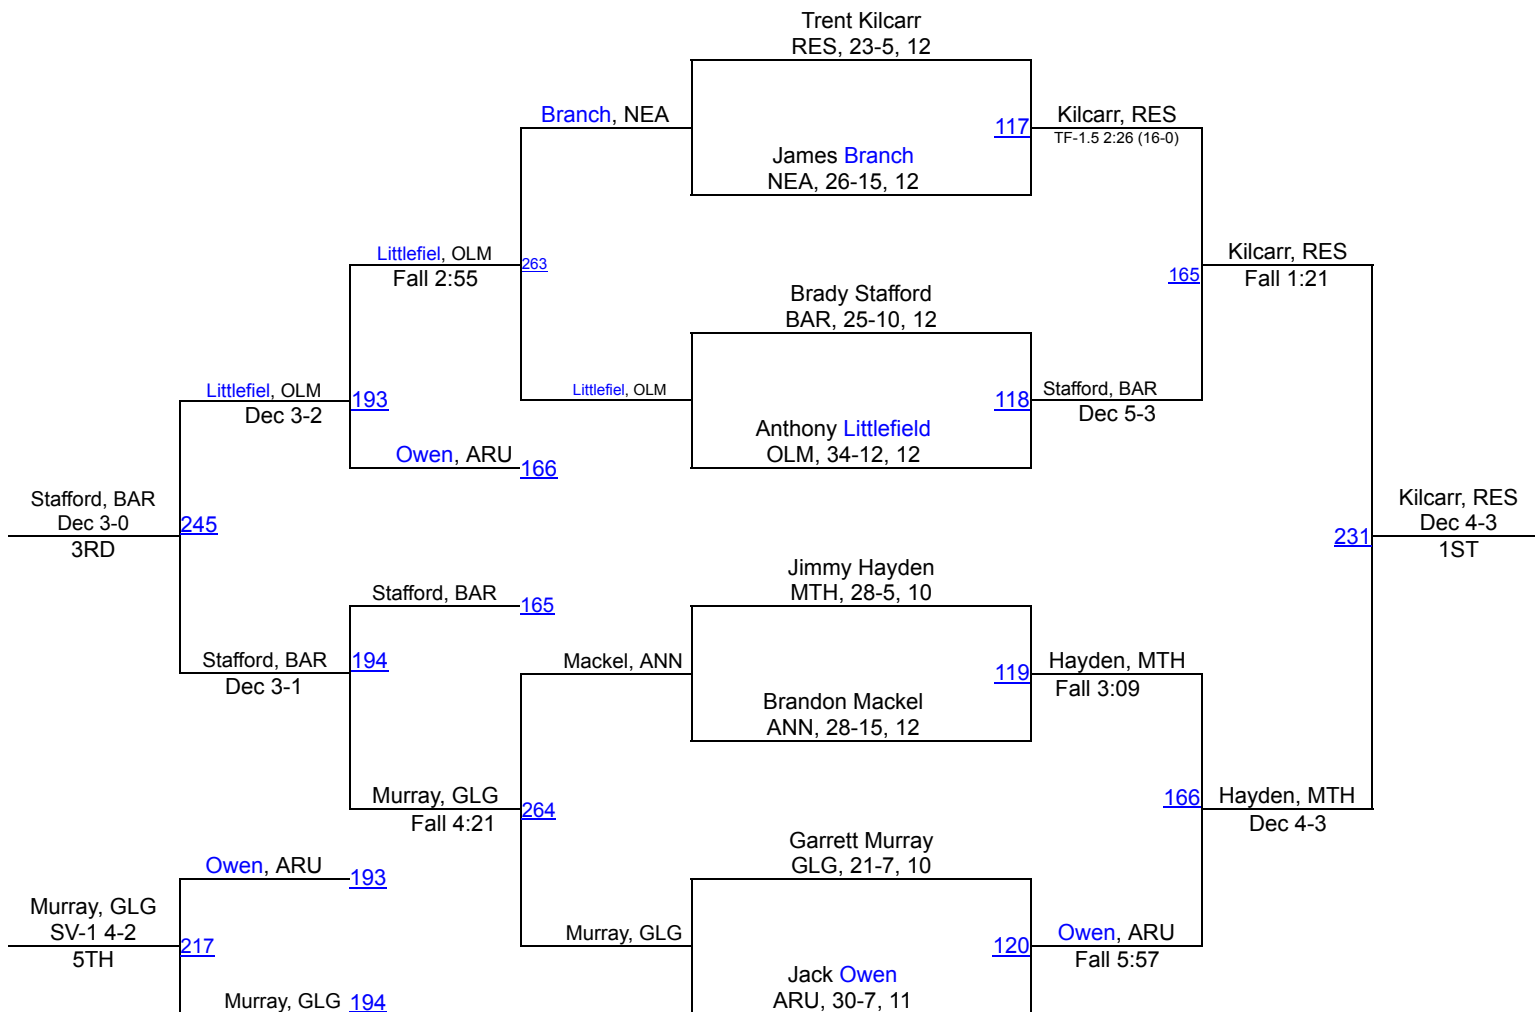 Trent Kilcarr
RES, 23-5, 12
Branch, NEA
117
Kilcarr, RES
TF-1.5 2:26 (16-0)
James Branch
NEA, 26-15, 12
Littlefiel, OLM
Fall 2:55
263
Kilcarr, RES
165
Fall 1:21
Brady Stafford
BAR, 25-10, 12
Littlefiel, OLM
Dec 3-2
193
Littlefiel, OLM
118
Stafford, BAR
Dec 5-3
Anthony Littlefield
OLM, 34-12, 12
Owen, ARU
166
Stafford, BAR
Dec 3-0
3RD
245
Kilcarr, RES
Dec 4-3
1ST
231
Jimmy Hayden
MTH, 28-5, 10
Stafford, BAR
165
Stafford, BAR
Dec 3-1
194
Mackel, ANN
119
Hayden, MTH
Fall 3:09
Brandon Mackel
ANN, 28-15, 12
Murray, GLG
Fall 4:21
264
166
Hayden, MTH
Dec 4-3
Garrett Murray
GLG, 21-7, 10
Owen, ARU
193
Murray, GLG
SV-1 4-2
5TH
217
Murray, GLG
120
Owen, ARU
Fall 5:57
Jack Owen
ARU, 30-7, 11
Murray, GLG
194